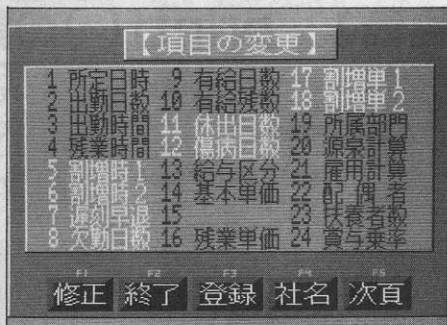 【項目の変更】
1 所定日時 9 有給日数 17 割増単1
2 出勤日数 10 有給残数 18 割増単2
3 出勤時間 11 休出日数 19 所属部門
4 残業時間 12 傷病日数 20 源泉計算
5 割増時1 13 給与区分 21 雇用計算
6 割増時2 14 基本単価 22 配偶者
7 遅刻早退 15 23 扶養者数
8 欠勤日数 16 残業単価 24 賞与乗率
F1 F2 F3 F4 F5
修正 終了 登録 社名 次頁